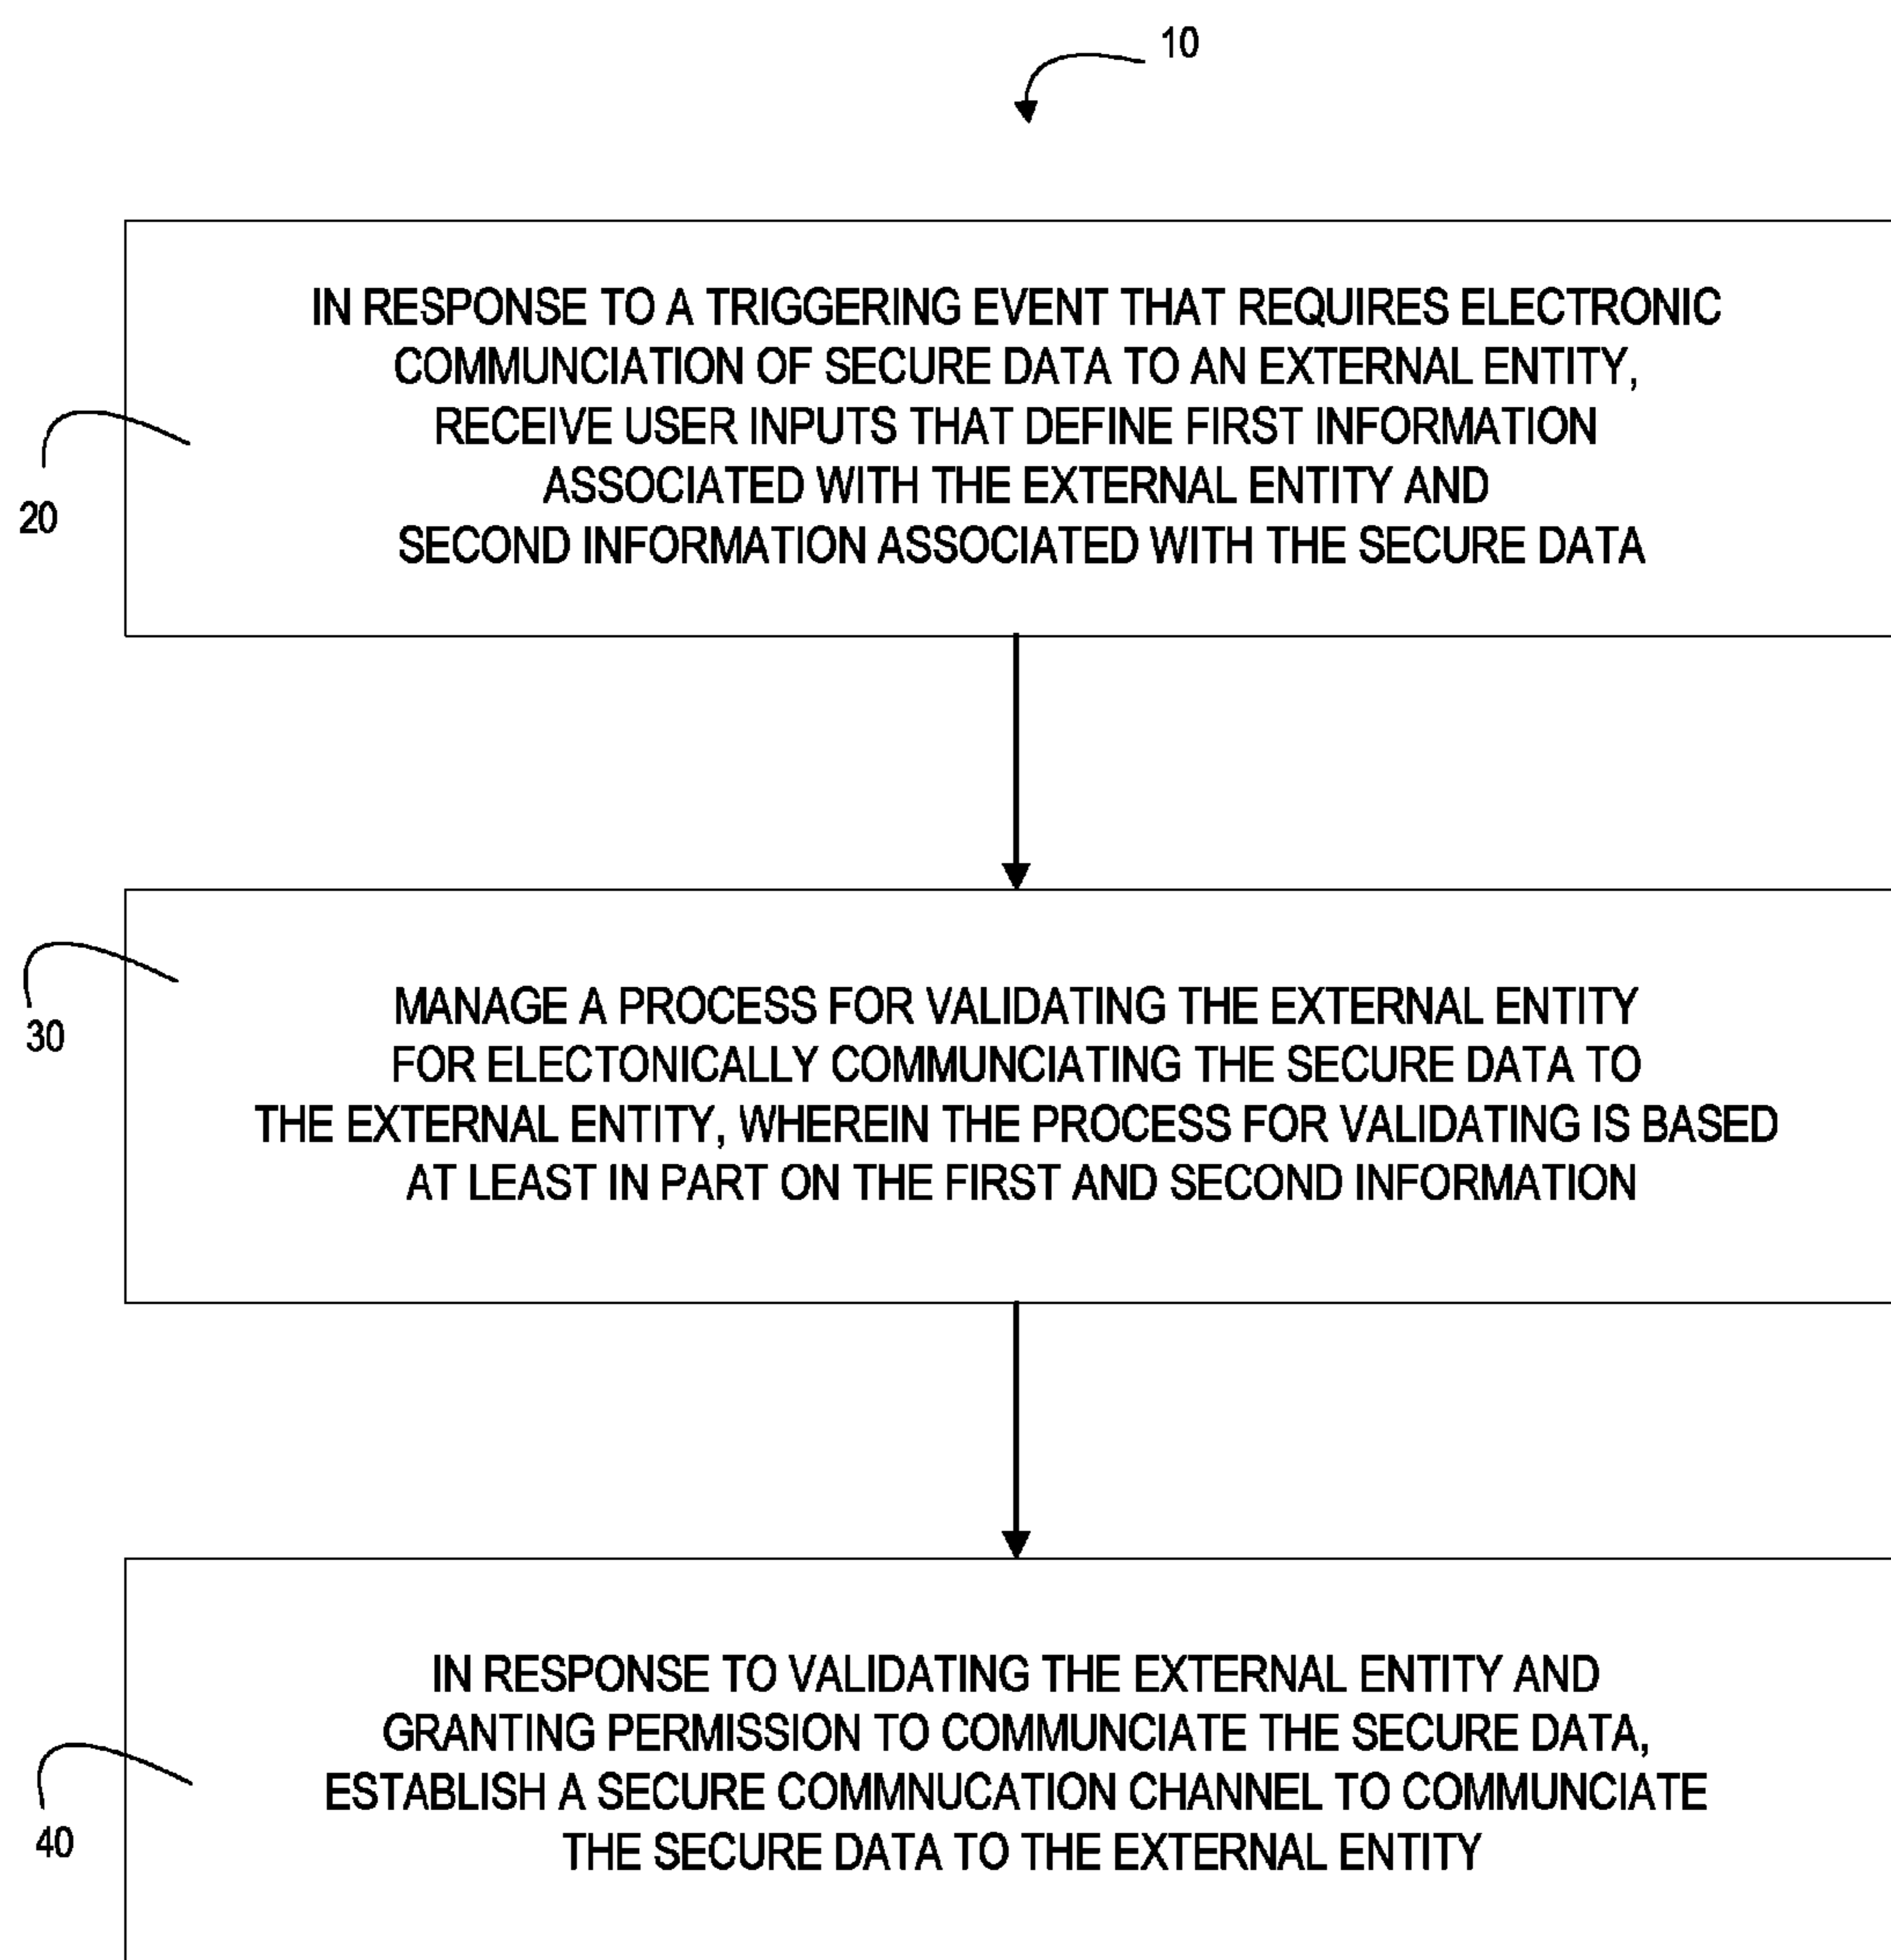 10
IN RESPONSE TO A TRIGGERING EVENT THAT REQUIRES ELECTRONIC
COMMUNCIATION OF SECURE DATA TO AN EXTERNAL ENTITY,
RECEIVE USER INPUTS THAT DEFINE FIRST INFORMATION
ASSOCIATED WITH THE EXTERNAL ENTITY AND
SECOND INFORMATION ASSOCIATED WITH THE SECURE DATA
20
MANAGE A PROCESS FOR VALIDATING THE EXTERNAL ENTITY
FOR ELECTONICALLY COMMUNCIATING THE SECURE DATA TO
THE EXTERNAL ENTITY, WHEREIN THE PROCESS FOR VALIDATING IS BASED
AT LEAST IN PART ON THE FIRST AND SECOND INFORMATION
30
IN RESPONSE TO VALIDATING THE EXTERNAL ENTITY AND
GRANTING PERMISSION TO COMMUNCIATE THE SECURE DATA,
ESTABLISH A SECURE COMMNUCATION CHANNEL TO COMMUNCIATE
THE SECURE DATA TO THE EXTERNAL ENTITY
40